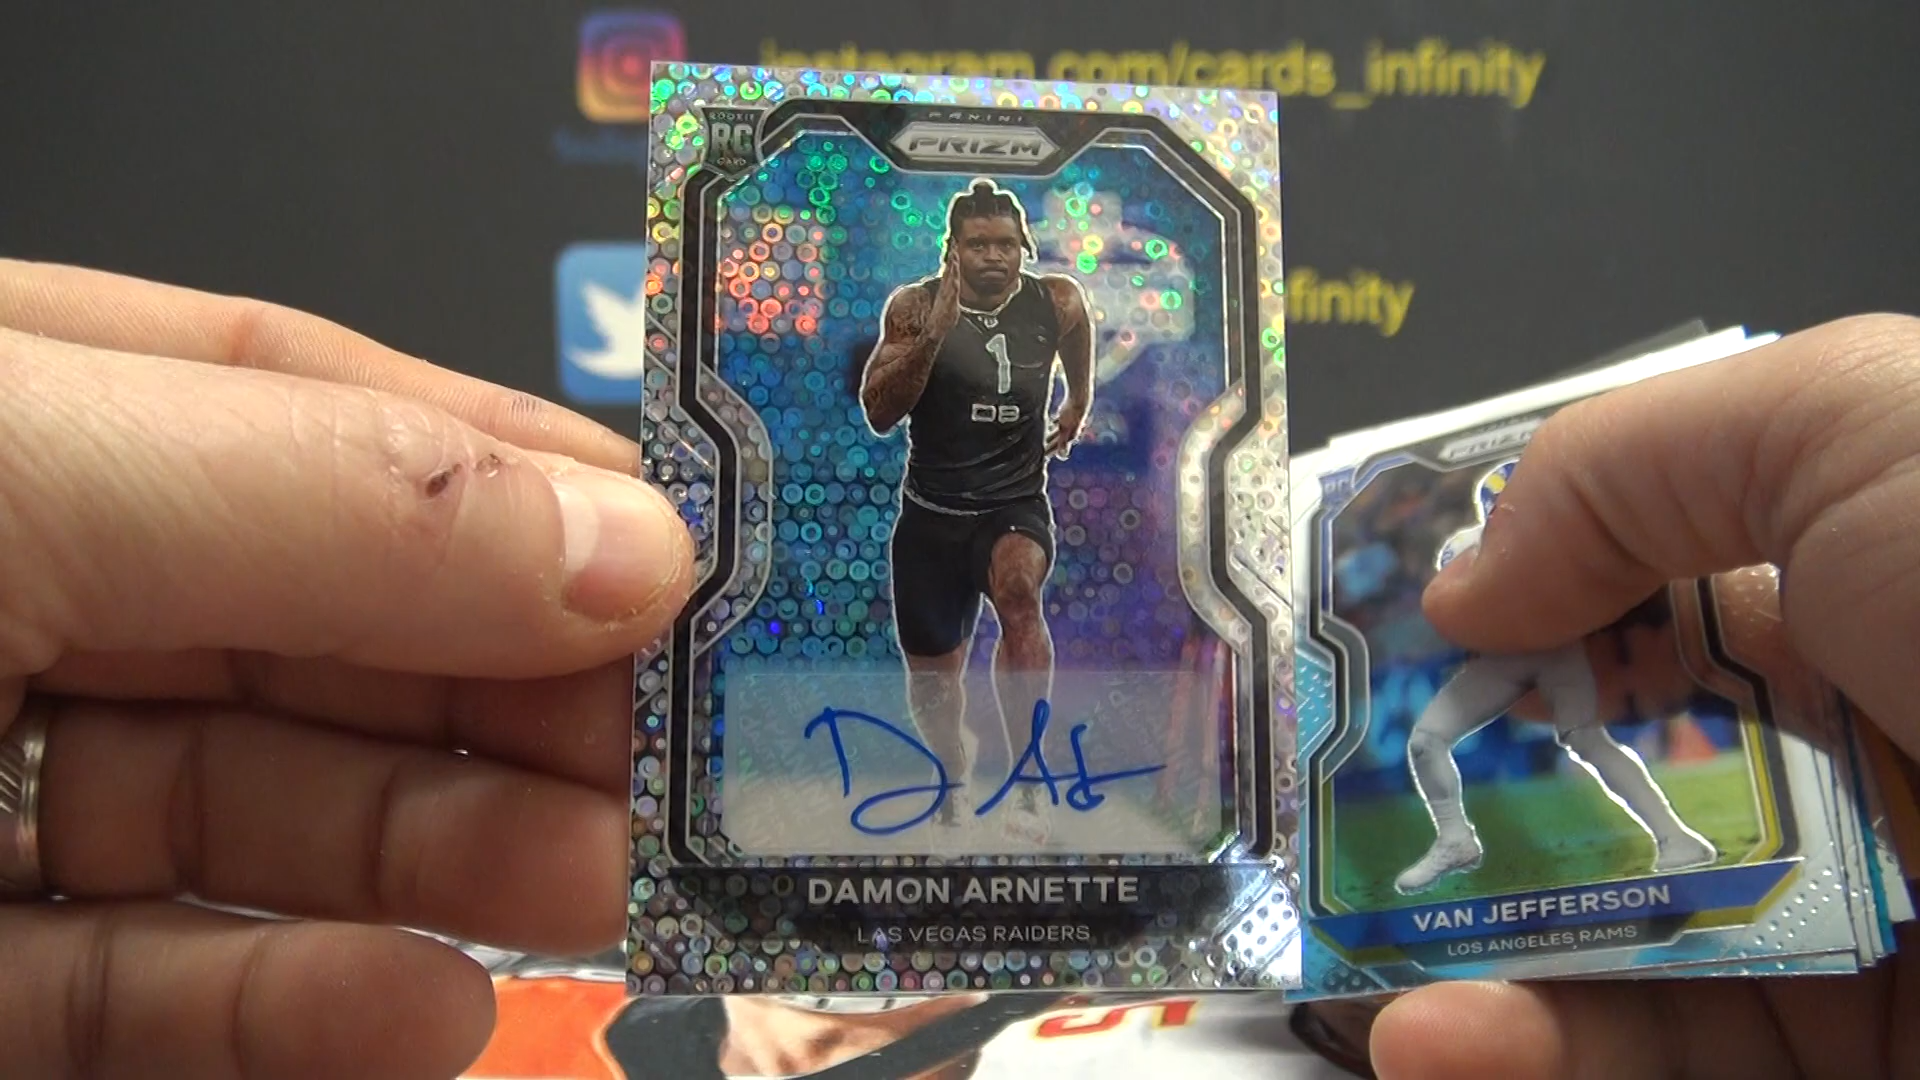 instagram.com/cards_infinity
finity
ROOKIE
RC
CARD
PANINI
PRIZM
1
DB
D A
DAMON ARNETTE
LAS VEGAS RAIDERS
PRIZM
RC
VAN JEFFERSON
LOS ANGELES RAMS